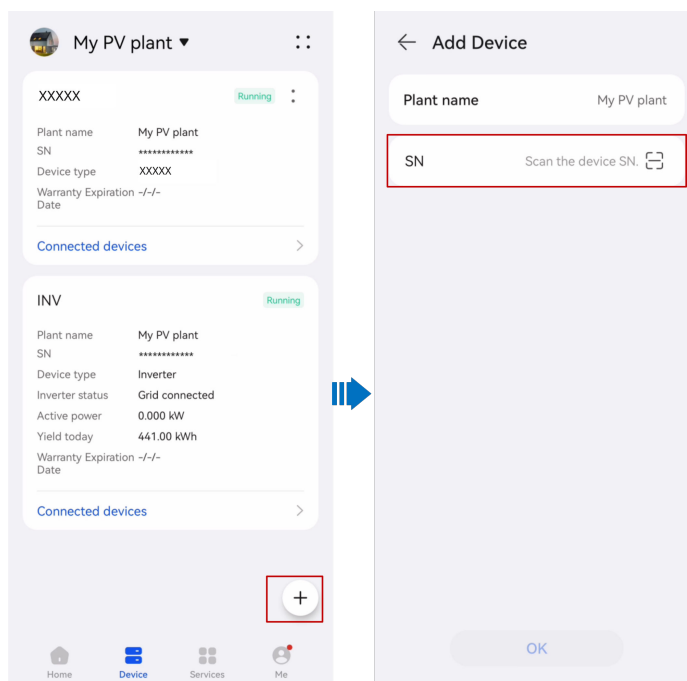 My PV plant ▼
XXXXX
Running
Plant name My PV plant
SN ************
Device type XXXXX
Warranty Expiration -/-/-
Date
Connected devices >
INV
Running
Plant name My PV plant
SN ************
Device type Inverter
Inverter status Grid connected
Active power 0.000 kW
Yield today 441.00 kWh
Warranty Expiration -/-/-
Date
Connected devices >
+
Home Device Services Me
← Add Device
Plant name My PV plant
SN Scan the device SN.
OK